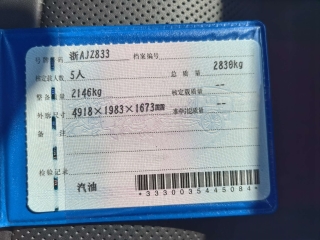 号牌号码 浙AJZ833 档案编号
核定载人数 5人 总质量 2830kg
整备质量 2146kg 核定载质量 --
外廓尺寸 4918×1983×1673mm 准牵引总质量 --
备注
检验记录
汽油
*3330035445084*